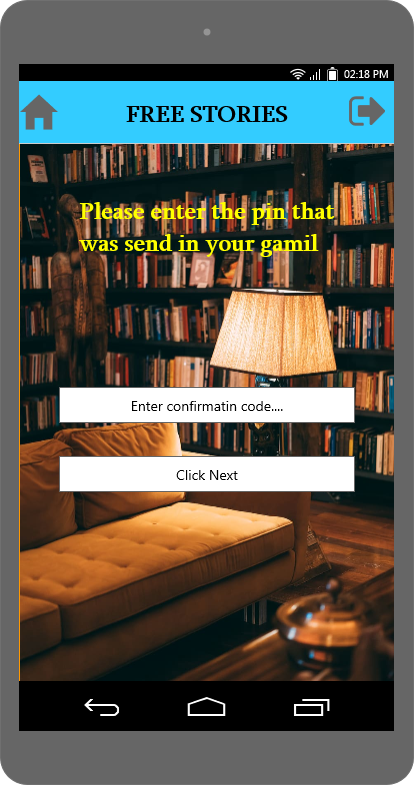 02:18 PM
FREE STORIES
Please enter the pin that
was send in your gamil
Enter confirmatin code....
Click Next